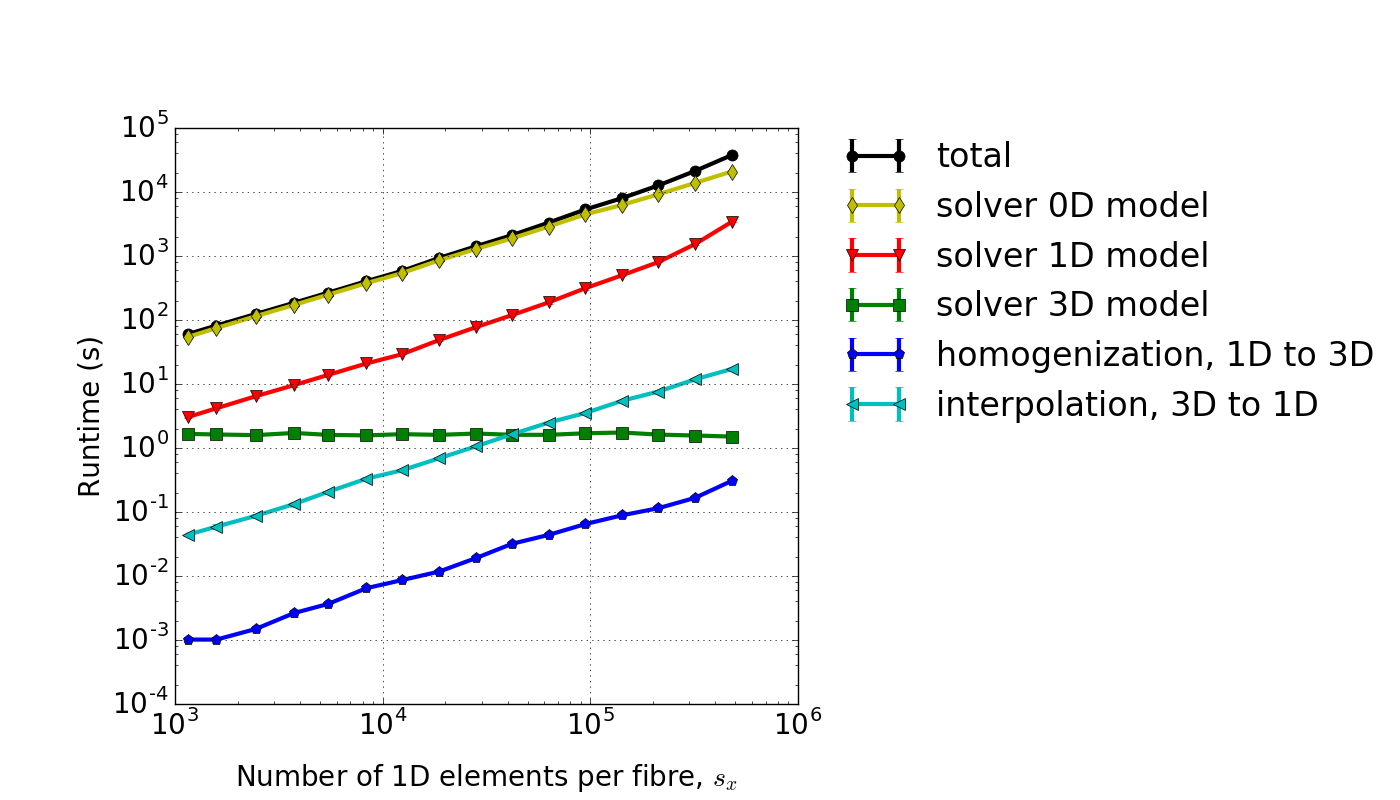 10^5
10^4
10^3
10^2
10^1
10^0
10^-1
10^-2
10^-3
10^-4
Runtime (s)
10^3 10^4 10^5 10^6
Number of 1D elements per fibre, s_x
total
solver 0D model
solver 1D model
solver 3D model
homogenization, 1D to 3D
interpolation, 3D to 1D